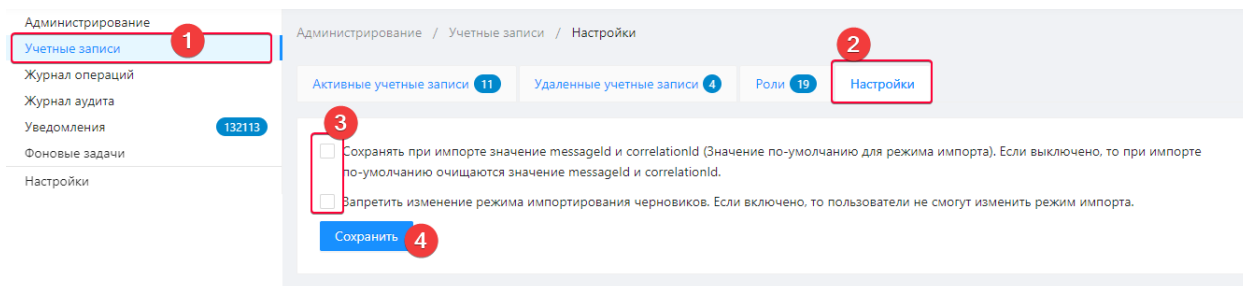 Администрирование
Учетные записи
1
Журнал операций
Журнал аудита
Уведомления 132113
Фоновые задачи
Настройки
Администрирование / Учетные записи / Настройки
2
Активные учетные записи 11 Удаленные учетные записи 4 Роли 19 Настройки
3
Сохранять при импорте значение messageId и correlationId (Значение по-умолчанию для режима импорта). Если выключено, то при импорте
по-умолчанию очищаются значение messageId и correlationId.
Запретить изменение режима импортирования черновиков. Если включено, то пользователи не смогут изменить режим импорта.
Сохранить
4